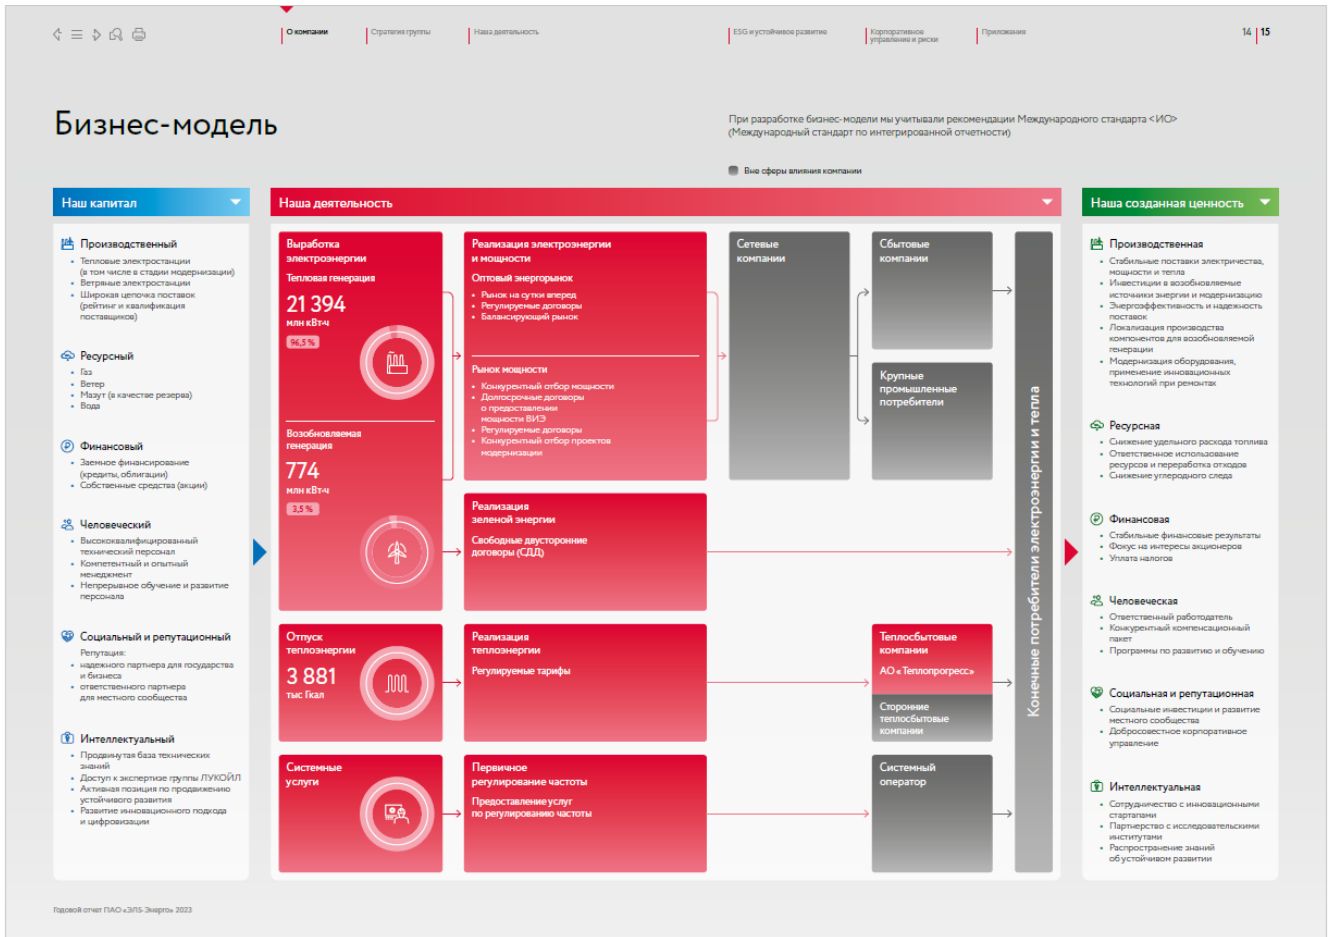 О компании
Стратегия группы
Наша деятельность
ESG и устойчивое развитие
Корпоративное
управление и риски
Приложения
14 | 15
Бизнес-модель
При разработке бизнес-модели мы учитывали рекомендации Международного стандарта <ИО>
(Международный стандарт по интегрированной отчетности)
Вне сферы влияния компании
Наш капитал
Производственный
• Тепловые электростанции
(в том числе в стадии модернизации)
• Ветряные электростанции
• Широкая цепочка поставок
(рейтинг и квалификация
поставщиков)
Ресурсный
• Газ
• Ветер
• Мазут (в качестве резерва)
• Вода
Финансовый
• Заемное финансирование
(кредиты, облигации)
• Собственные средства (акции)
Человеческий
• Высококвалифицированный
технический персонал
• Компетентный и опытный
менеджмент
• Непрерывное обучение и развитие
персонала
Социальный и репутационный
Репутация:
• надежного партнера для государства
и бизнеса
• ответственного партнера
для местного сообщества
Интеллектуальный
• Продвинутая база технических
знаний
• Доступ к экспертизе группы ЛУКОЙЛ
• Активная позиция по продвижению
устойчивого развития
• Развитие инновационного подхода
и цифровизации
Наша деятельность
Выработка
электроэнергии
Тепловая генерация
21 394
млн кВт·ч
96,5 %
Возобновляемая
генерация
774
млн кВт·ч
3,5 %
Реализация электроэнергии
и мощности
Оптовый энергорынок
• Рынок на сутки вперед
• Регулируемые договоры
• Балансирующий рынок
Рынок мощности
• Конкурентный отбор мощности
• Долгосрочные договоры
о предоставлении
мощности ВИЭ
• Регулируемые договоры
• Конкурентный отбор проектов
модернизации
Сетевые
компании
Сбытовые
компании
Крупные
промышленные
потребители
Реализация
зеленой энергии
Свободные двусторонние
договоры (СДД)
Отпуск
теплоэнергии
3 881
тыс Гкал
Реализация
теплоэнергии
Регулируемые тарифы
Теплосбытовые
компании
АО «Теплопрогресс»
Сторонние
теплосбытовые
компании
Системные
услуги
Первичное
регулирование частоты
Предоставление услуг
по регулированию частоты
Системный
оператор
Конечные потребители электроэнергии и тепла
Наша созданная ценность
Производственная
• Стабильные поставки электричества,
мощности и тепла
• Инвестиции в возобновляемые
источники энергии и модернизацию
• Энергоэффективность и надежность
поставок
• Локализация производства
компонентов для возобновляемой
генерации
• Модернизация оборудования,
применение инновационных
технологий при ремонтах
Ресурсная
• Снижение удельного расхода топлива
• Ответственное использование
ресурсов и переработка отходов
• Снижение углеродного следа
Финансовая
• Стабильные финансовые результаты
• Фокус на интересы акционеров
• Уплата налогов
Человеческая
• Ответственный работодатель
• Конкурентный компенсационный
пакет
• Программы по развитию и обучению
Социальная и репутационная
• Социальные инвестиции и развитие
местного сообщества
• Добросовестное корпоративное
управление
Интеллектуальная
• Сотрудничество с инновационными
стартапами
• Партнерство с исследовательскими
институтами
• Распространение знаний
об устойчивом развитии
Годовой отчет ПАО «ЭЛ5-Энерго» 2023